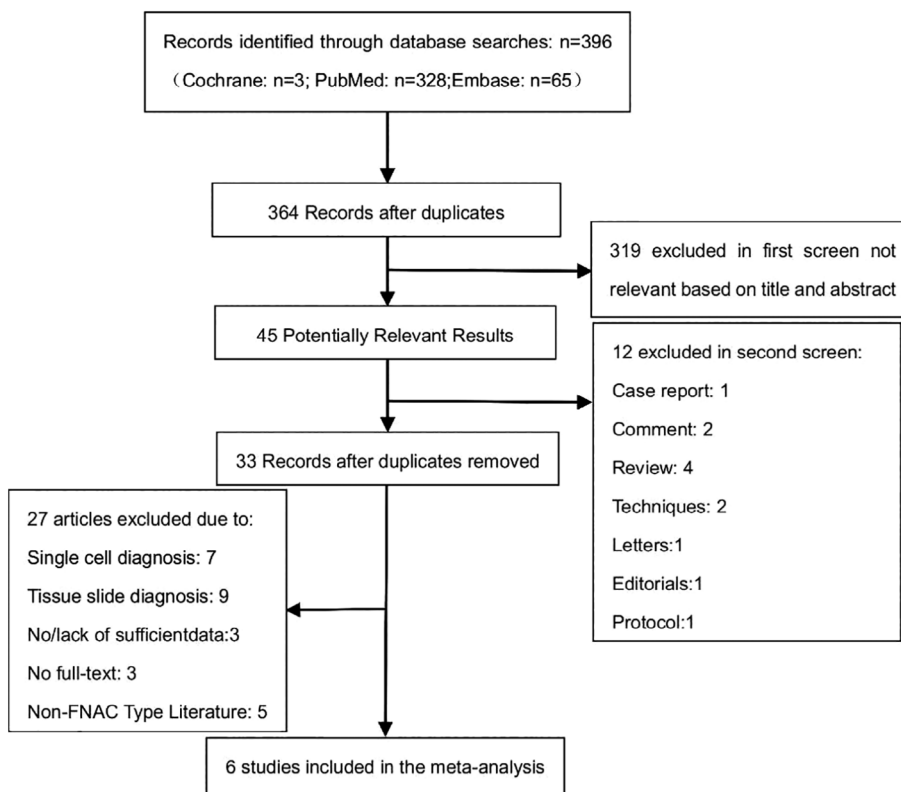 Records identified through database searches: n=396
（Cochrane: n=3; PubMed: n=328;Embase: n=65）
364 Records after duplicates
319 excluded in first screen not
relevant based on title and abstract
45 Potentially Relevant Results
12 excluded in second screen:
Case report: 1
Comment: 2
Review: 4
Techniques: 2
Letters:1
Editorials:1
Protocol:1
33 Records after duplicates removed
27 articles excluded due to:
Single cell diagnosis: 7
Tissue slide diagnosis: 9
No/lack of sufficientdata:3
No full-text: 3
Non-FNAC Type Literature: 5
6 studies included in the meta-analysis